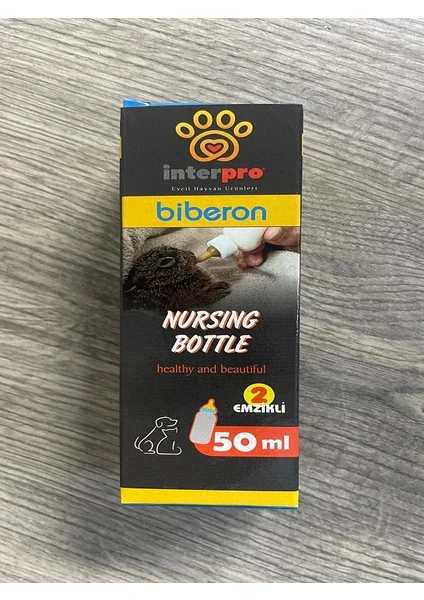 interpro
Evcil Hayvan Ürünleri
biberon
NURSING
BOTTLE
healthy and beautiful
2
EMZİKLİ
50 ml